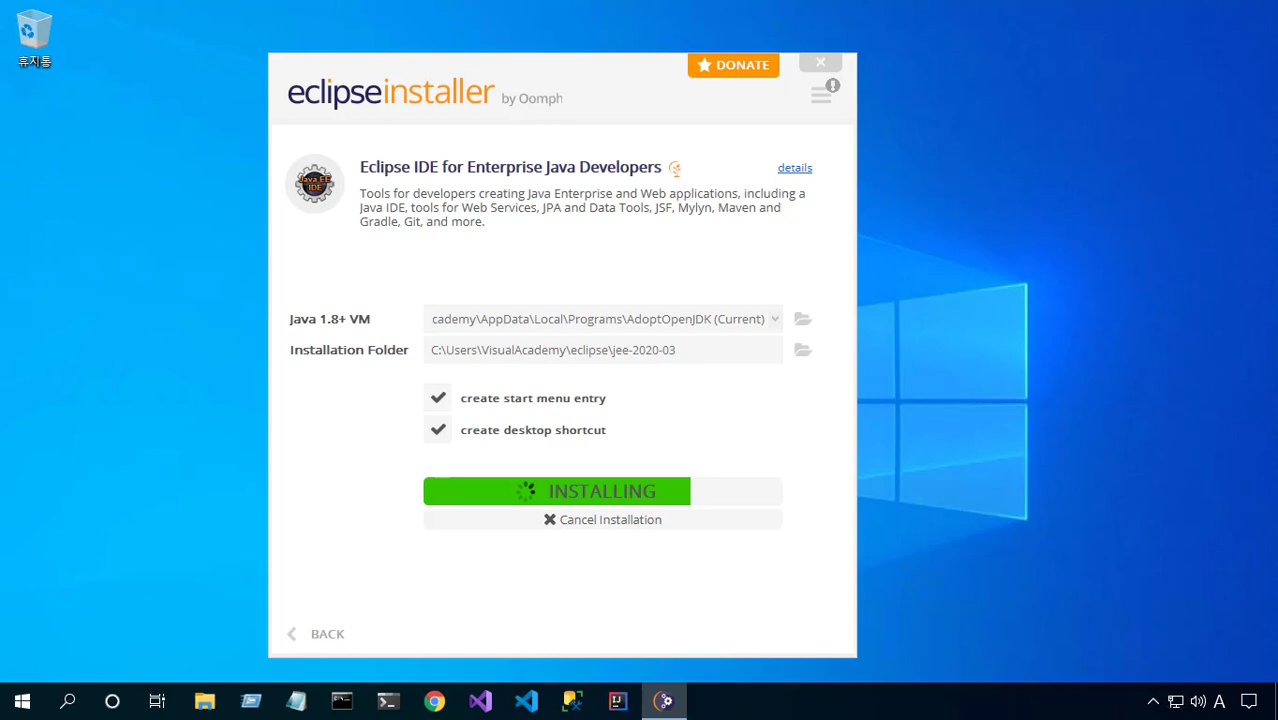 휴지통
DONATE
eclipseinstaller by Oomph
Java EE
IDE
Eclipse IDE for Enterprise Java Developers
details
Tools for developers creating Java Enterprise and Web applications, including a
Java IDE, tools for Web Services, JPA and Data Tools, JSF, Mylyn, Maven and
Gradle, Git, and more.
Java 1.8+ VM
cademy\AppData\Local\Programs\AdoptOpenJDK (Current)
Installation Folder
C:\Users\VisualAcademy\eclipse\jee-2020-03
create start menu entry
create desktop shortcut
INSTALLING
Cancel Installation
BACK
A